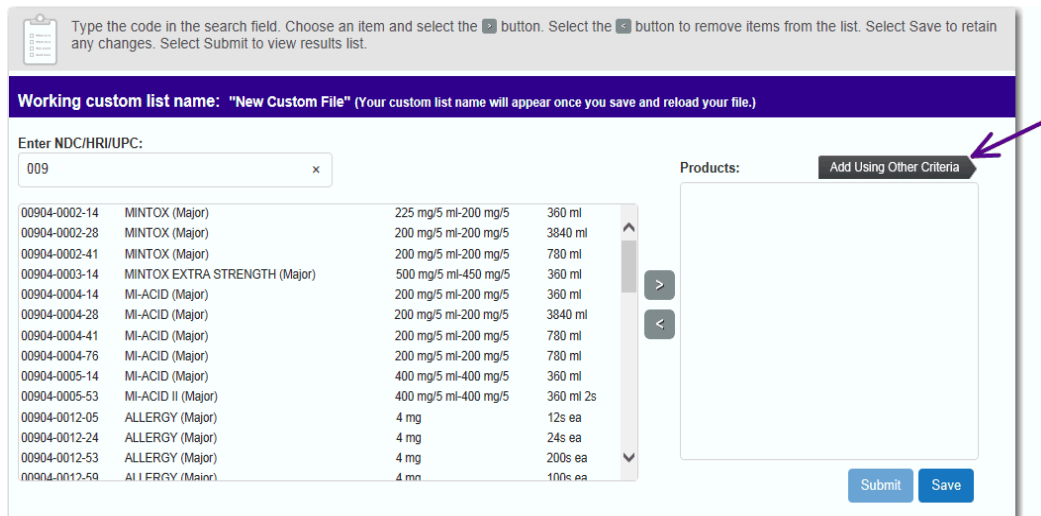 Type the code in the search field. Choose an item and select the > button. Select the < button to remove items from the list. Select Save to retain
any changes. Select Submit to view results list.
Working custom list name: "New Custom File" (Your custom list name will appear once you save and reload your file.)
Enter NDC/HRI/UPC:
009 ×
Products: Add Using Other Criteria
00904-0002-14 MINTOX (Major) 225 mg/5 ml-200 mg/5 360 ml
00904-0002-28 MINTOX (Major) 200 mg/5 ml-200 mg/5 3840 ml
00904-0002-41 MINTOX (Major) 200 mg/5 ml-200 mg/5 780 ml
00904-0003-14 MINTOX EXTRA STRENGTH (Major) 500 mg/5 ml-450 mg/5 360 ml
00904-0004-14 MI-ACID (Major) 200 mg/5 ml-200 mg/5 360 ml
00904-0004-28 MI-ACID (Major) 200 mg/5 ml-200 mg/5 3840 ml
00904-0004-41 MI-ACID (Major) 200 mg/5 ml-200 mg/5 780 ml
00904-0004-76 MI-ACID (Major) 200 mg/5 ml-200 mg/5 780 ml
00904-0005-14 MI-ACID (Major) 400 mg/5 ml-400 mg/5 360 ml
00904-0005-53 MI-ACID II (Major) 400 mg/5 ml-400 mg/5 360 ml 2s
00904-0012-05 ALLERGY (Major) 4 mg 12s ea
00904-0012-24 ALLERGY (Major) 4 mg 24s ea
00904-0012-53 ALLERGY (Major) 4 mg 200s ea
00904-0012-59 ALLERGY (Major) 4 mg 100s ea
>
<
Submit Save